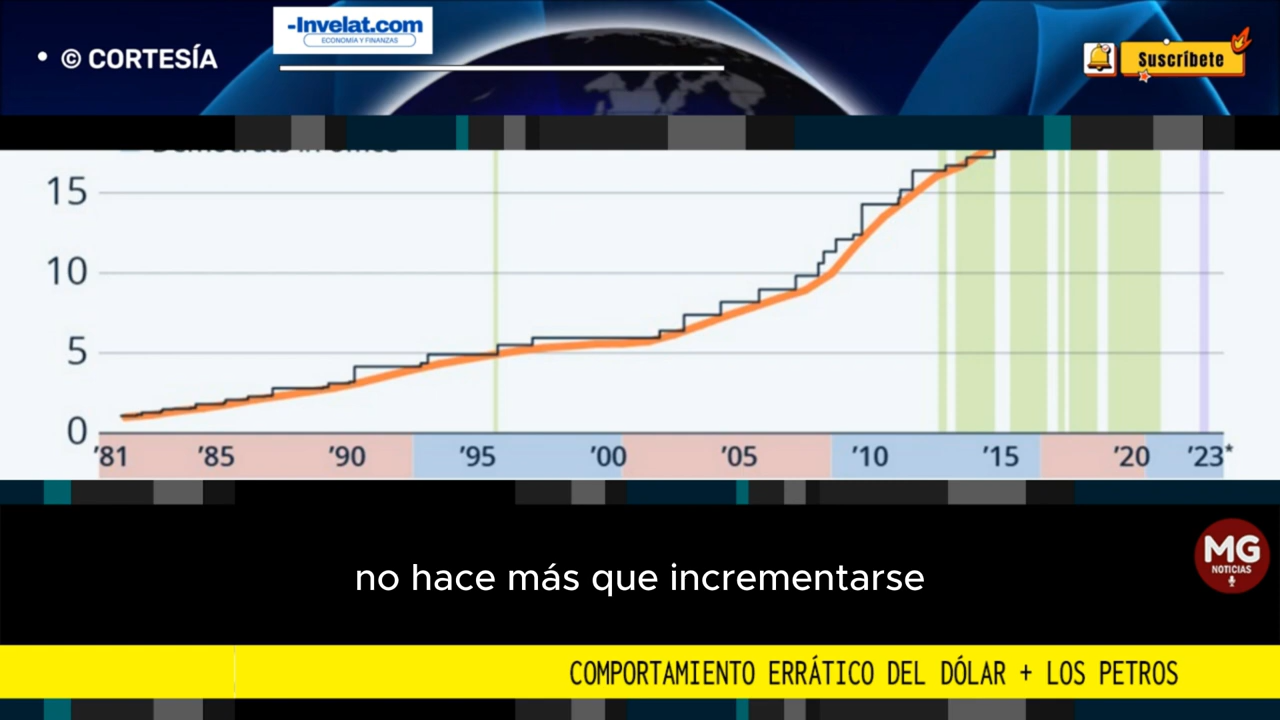 • © CORTESÍA
-Invelat.com
ECONOMÍA Y FINANZAS
Suscríbete
15
10
5
0
'81 '85 '90 '95 '00 '05 '10 '15 '20 '23*
no hace más que incrementarse
MG
NOTICIAS
COMPORTAMIENTO ERRÁTICO DEL DÓLAR + LOS PETROS